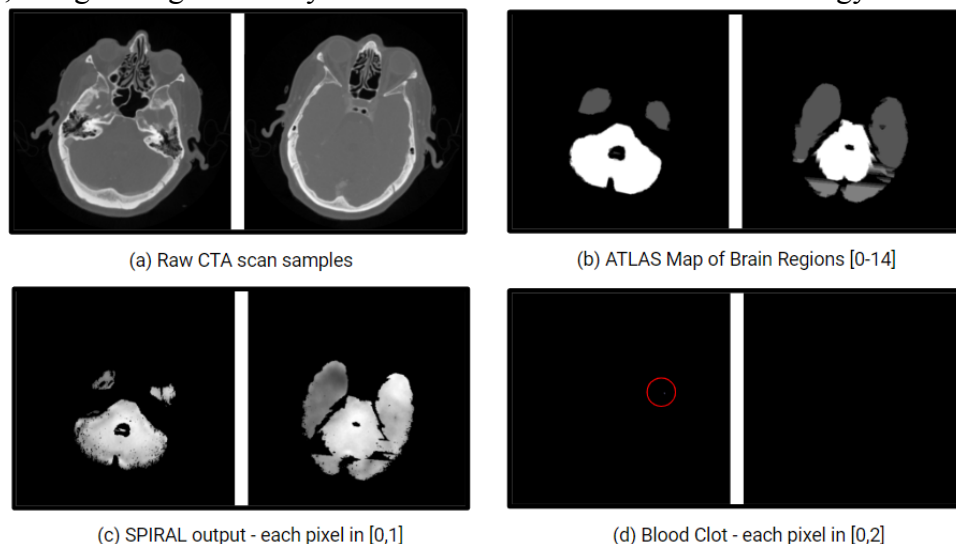 (a) Raw CTA scan samples
(b) ATLAS Map of Brain Regions [0-14]
(c) SPIRAL output - each pixel in [0,1]
(d) Blood Clot - each pixel in [0,2]